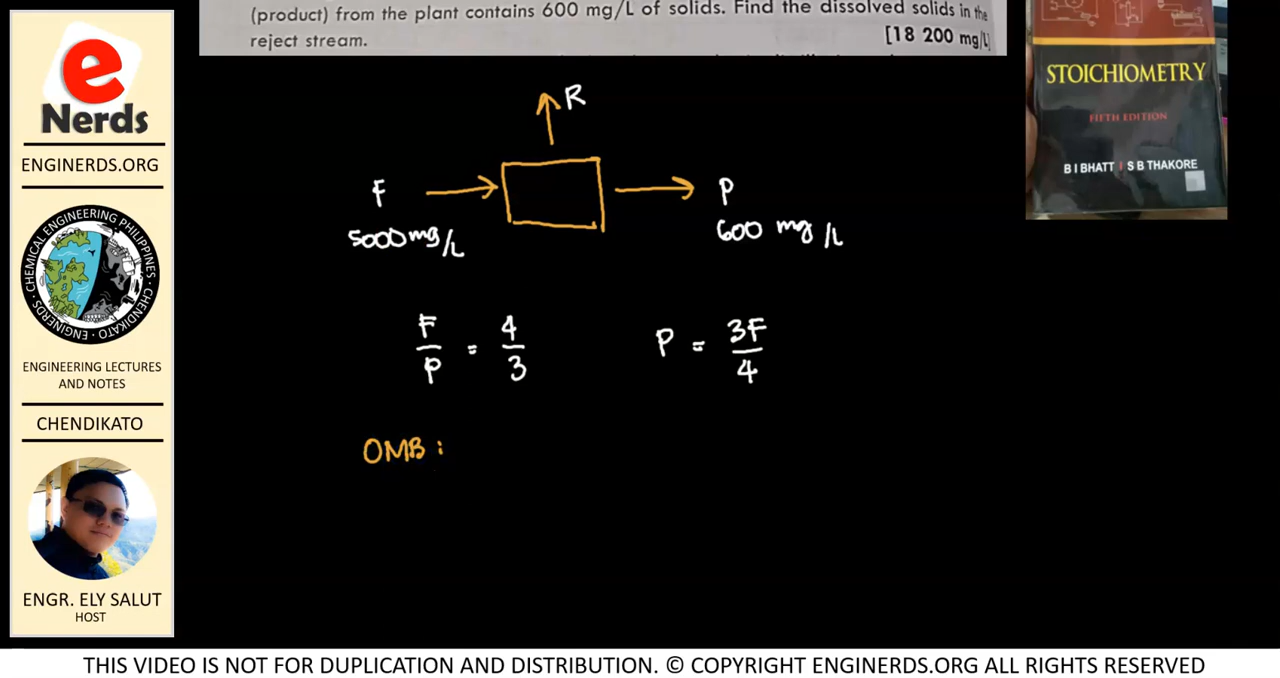 (product) from the plant contains 600 mg/L of solids. Find the dissolved solids in the
reject stream. [18 200 mg/L]
e
Nerds
ENGINERDS.ORG
CHEMICAL ENGINEERING PHILIPPINES
• CHENDIKATO • ENGINEERDS •
ENGINEERING LECTURES
AND NOTES
CHENDIKATO
ENGR. ELY SALUT
HOST
STOICHIOMETRY
FIFTH EDITION
B I BHATT I S B THAKORE
R
F
P
5000 mg/L
600 mg/L
F/P = 4/3
P = 3F/4
OMB :
THIS VIDEO IS NOT FOR DUPLICATION AND DISTRIBUTION. © COPYRIGHT ENGINERDS.ORG ALL RIGHTS RESERVED